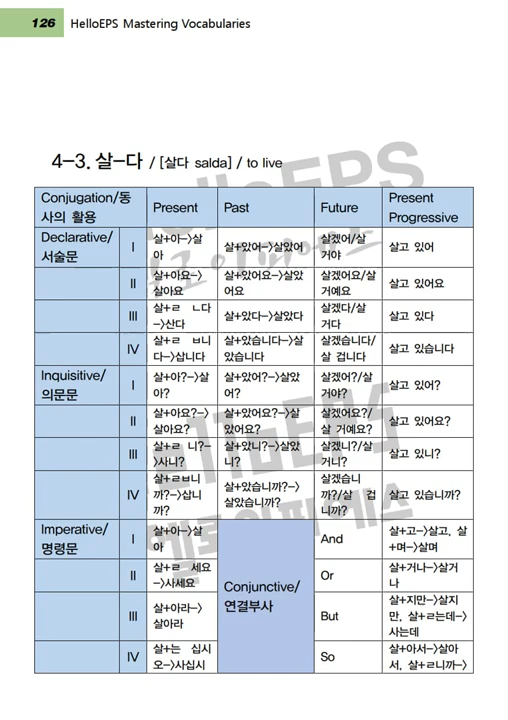 126 HelloEPS Mastering Vocabularies
4-3. 살-다 / [살다 salda] / to live
Conjugation/동사의 활용 Present Past Future Present Progressive
Declarative/서술문 I 살+아->살아 살+았어->살았어 살겠어/살 거야 살고 있어
II 살+아요->살아요 살+았어요->살았어요 살겠어요/살 거예요 살고 있어요
III 살+ㄹ ㄴ다->산다 살+았다->살았다 살겠다/살 거다 살고 있다
IV 살+ㄹ ㅂ니다->삽니다 살+았습니다->살았습니다 살겠습니다/살 겁니다 살고 있습니다
Inquisitive/의문문 I 살+아?->살아? 살+았어?->살았어? 살겠어?/살 거야? 살고 있어?
II 살+아요?->살아요? 살+았어요?->살았어요? 살겠어요?/살 거예요? 살고 있어요?
III 살+ㄹ 니?->사니? 살+았니?->살았니? 살겠니?/살 거니? 살고 있니?
IV 살+ㄹㅂ니까?->삽니까? 살+았습니까?->살았습니까? 살겠습니까?/살 겁니까? 살고 있습니까?
Imperative/명령문 I 살+아->살아 Conjunctive/연결부사 And 살+고->살고, 살+며->살며
II 살+ㄹ 세요->사세요 Or 살+거나->살거나
III 살+아라->살아라 But 살+지만->살지만, 살+ㄹ는데->사는데
IV 살+는 십시오->사십시 So 살+아서->살아서, 살+ㄹ니까->
HelloEPS
헬로이피에스
HelloEPS
헬로이피에스